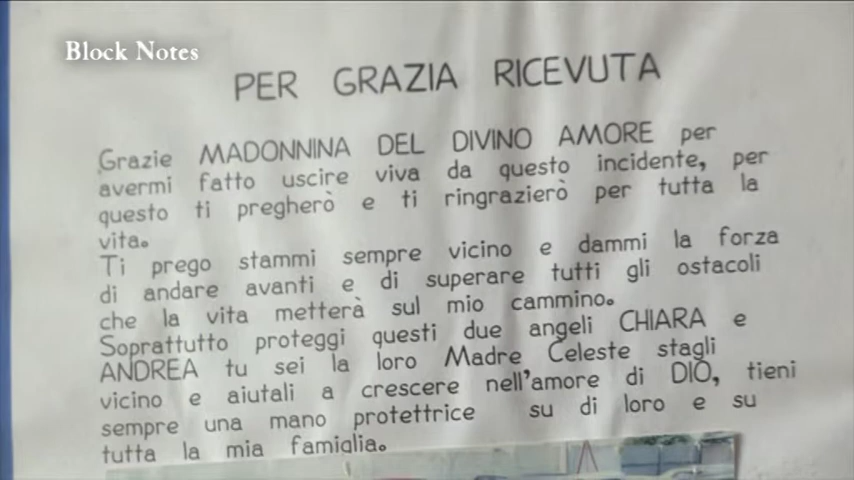 Block Notes
PER GRAZIA RICEVUTA
Grazie MADONNINA DEL DIVINO AMORE per
avermi fatto uscire viva da questo incidente, per
questo ti pregherò e ti ringrazierò per tutta la
vita.
Ti prego stammi sempre vicino e dammi la forza
di andare avanti e di superare tutti gli ostacoli
che la vita metterà sul mio cammino.
Soprattutto proteggi questi due angeli CHIARA e
ANDREA tu sei la loro Madre Celeste stagli
vicino e aiutali a crescere nell'amore di DIO, tieni
sempre una mano protettrice su di loro e su
tutta la mia famiglia.